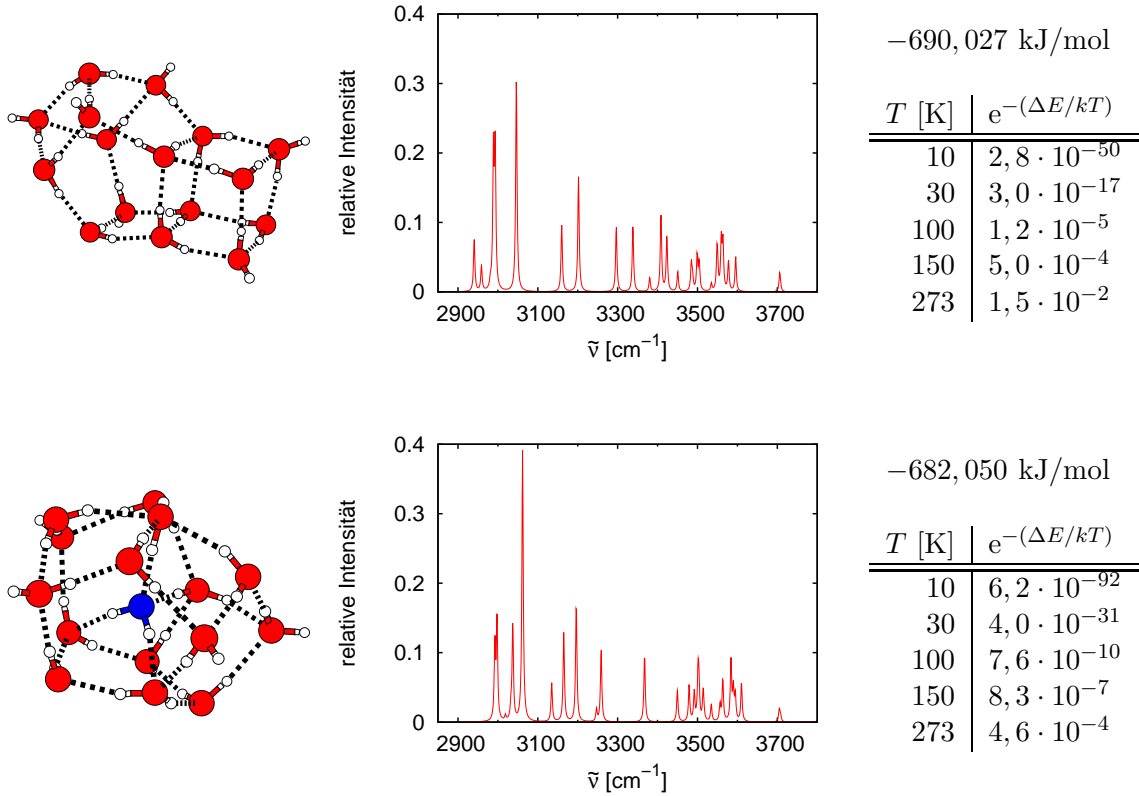 0.4
0.3
0.2
0.1
0
relative Intensität
2900 3100 3300 3500 3700
ν̃ [cm⁻¹]
−690,027 kJ/mol
T [K] e^−(ΔE/kT)
10 2,8 · 10⁻⁵⁰
30 3,0 · 10⁻¹⁷
100 1,2 · 10⁻⁵
150 5,0 · 10⁻⁴
273 1,5 · 10⁻²
0.4
0.3
0.2
0.1
0
relative Intensität
2900 3100 3300 3500 3700
ν̃ [cm⁻¹]
−682,050 kJ/mol
T [K] e^−(ΔE/kT)
10 6,2 · 10⁻⁹²
30 4,0 · 10⁻³¹
100 7,6 · 10⁻¹⁰
150 8,3 · 10⁻⁷
273 4,6 · 10⁻⁴